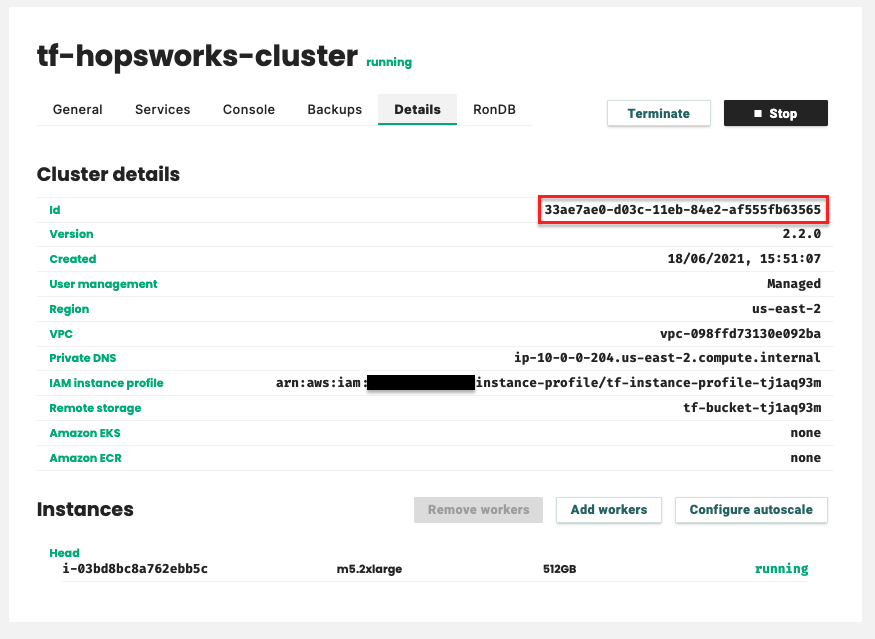 tf-hopsworks-cluster running
General Services Console Backups Details RonDB Terminate Stop
Cluster details
Id 33ae7ae0-d03c-11eb-84e2-af555fb63565
Version 2.2.0
Created 18/06/2021, 15:51:07
User management Managed
Region us-east-2
VPC vpc-098ffd73130e092ba
Private DNS ip-10-0-0-204.us-east-2.compute.internal
IAM instance profile arn:aws:iam: instance-profile/tf-instance-profile-tj1aq93m
Remote storage tf-bucket-tj1aq93m
Amazon EKS none
Amazon ECR none
Instances Remove workers Add workers Configure autoscale
Head
i-03bd8bc8a762ebb5c m5.2xlarge 512GB running